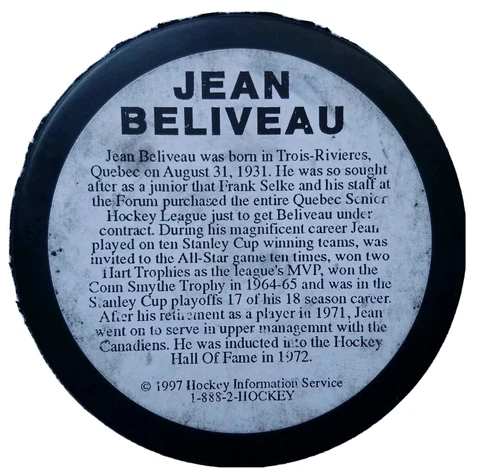 JEAN
BELIVEAU
Jean Beliveau was born in Trois-Rivieres,
Quebec on August 31, 1931. He was so sought
after as a junior that Frank Selke and his staff at
the Forum purchased the entire Quebec Senior
Hockey League just to get Beliveau under
contract. During his magnificent career Jean
played on ten Stanley Cup winning teams, was
invited to the All-Star game ten times, won two
Hart Trophies as the league's MVP, won the
Conn Smythe Trophy in 1964-65 and was in the
Stanley Cup playoffs 17 of his 18 season career.
After his retirement as a player in 1971, Jean
went on to serve in upper managemnt with the
Canadiens. He was inducted into the Hockey
Hall Of Fame in 1972.
© 1997 Hockey Information Service
1-888-2-HOCKEY